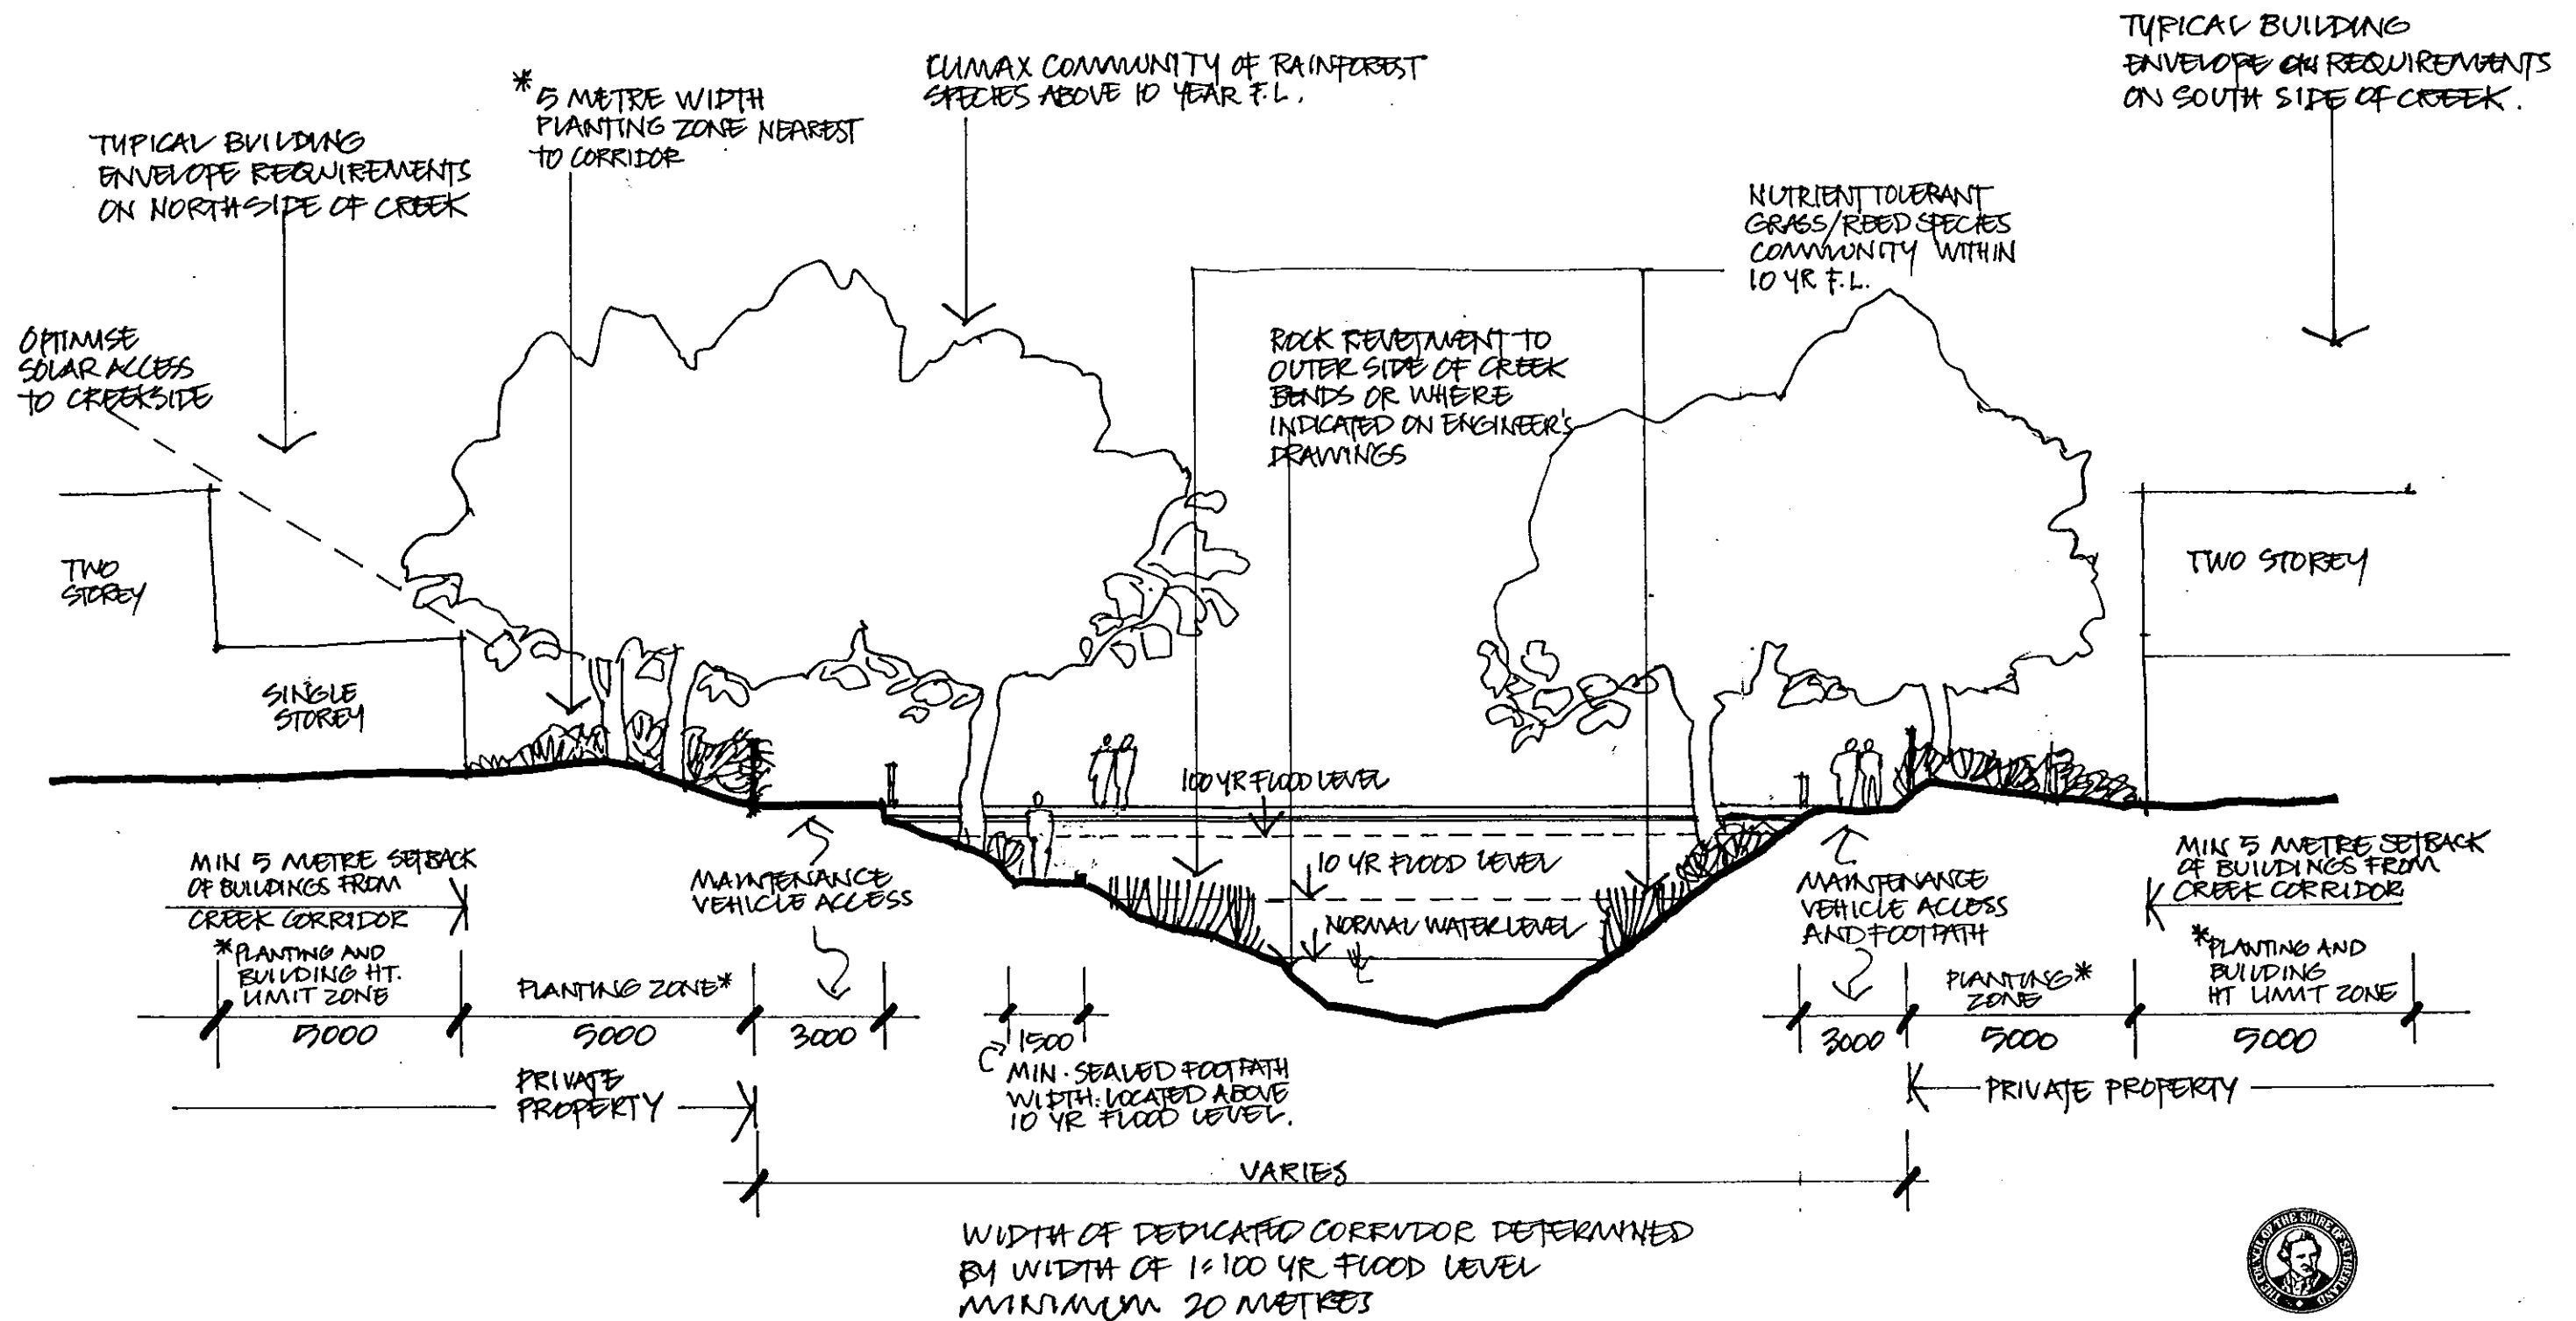 TYPICAL BUILDING
ENVELOPE REQUIREMENTS
ON NORTHSIDE OF CREEK
*5 METRE WIDTH
PLANTING ZONE NEAREST
TO CORRIDOR
CLIMAX COMMUNITY OF RAINFOREST
SPECIES ABOVE 10 YEAR F.L.
TYPICAL BUILDING
ENVELOPE REQUIREMENTS
ON SOUTH SIDE OF CREEK.
NUTRIENT TOLERANT
GRASS/REED SPECIES
COMMUNITY WITHIN
10 YR F.L.
OPTIMISE
SOLAR ACCESS
TO CREEKSIDE
ROCK REVETMENT TO
OUTER SIDE OF CREEK
BENDS OR WHERE
INDICATED ON ENGINEER'S
DRAWINGS
TWO
STOREY
SINGLE
STOREY
TWO STOREY
100 YR FLOOD LEVEL
10 YR FLOOD LEVEL
NORMAL WATER LEVEL
MIN 5 METRE SETBACK
OF BUILDINGS FROM
CREEK CORRIDOR
*PLANTING AND
BUILDING HT.
LIMIT ZONE
5000
PLANTING ZONE*
5000
MAINTENANCE
VEHICLE ACCESS
3000
1500
MIN. SEALED FOOTPATH
WIDTH. LOCATED ABOVE
10 YR FLOOD LEVEL.
MAINTENANCE
VEHICLE ACCESS
AND FOOTPATH
3000
PLANTING*
ZONE
5000
MIN 5 METRE SETBACK
OF BUILDINGS FROM
CREEK CORRIDOR
*PLANTING AND
BUILDING
HT LIMIT ZONE
5000
PRIVATE
PROPERTY
PRIVATE PROPERTY
VARIES
WIDTH OF DEDICATED CORRIDOR DETERMINED
BY WIDTH OF 1:100 YR FLOOD LEVEL
MINIMUM 20 METRES
THE COUNCIL OF THE SHIRE OF SUTHERLAND